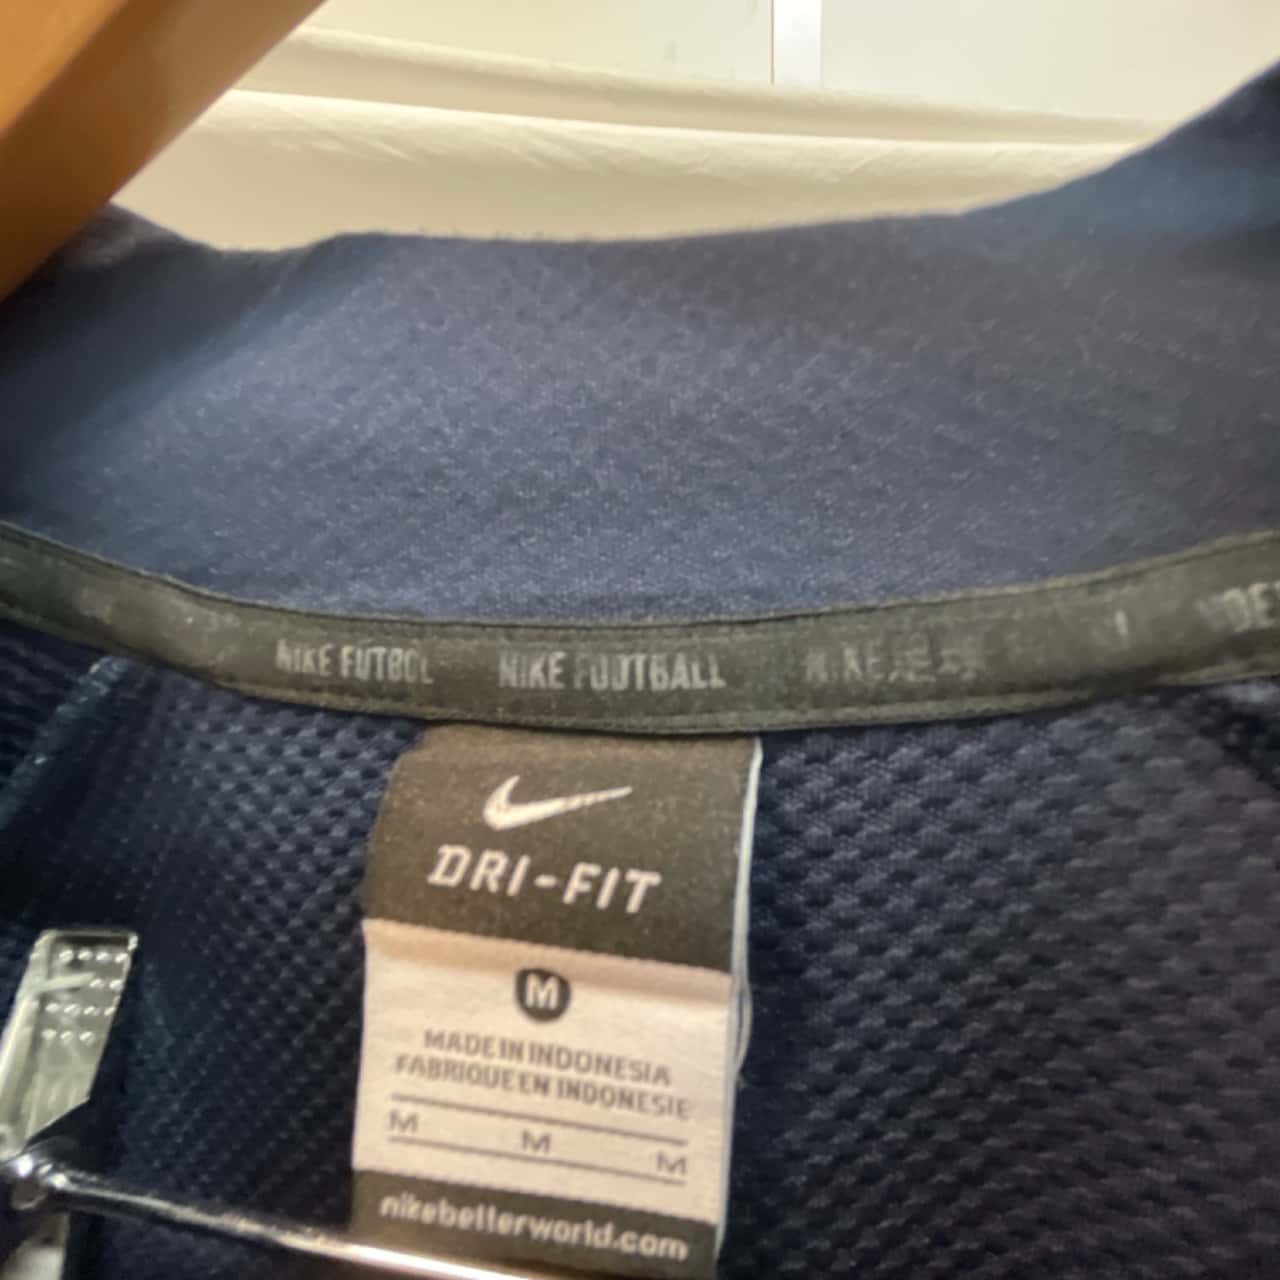 NIKE FUTBOL NIKE FOOTBALL
DRI-FIT
M
MADE IN INDONESIA
FABRIQUE EN INDONESIE
M M M
nikebetterworld.com